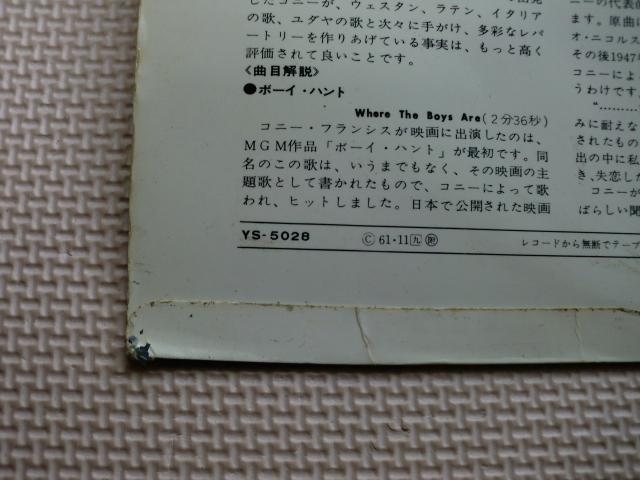 したコニーが、ウェスタン、ラテン、イタリア
の歌、ユダヤの歌と次々に手がけ、多彩なレパ
ートリーを作りあげている事実は、もっと高く
評価されて良いことです。
《曲目解説》
●ボーイ・ハント
Where The Boys Are(2分36秒)
コニー・フランシスが映画に出演したのは、
MGM作品「ボーイ・ハント」が最初です。同
名のこの歌は、いうまでもなく、その映画の主
題歌として書かれたもので、コニーによって歌
われ、ヒットしました。日本で公開された映画
ニーの代表的
ます。原曲に
オ・ニコルス
その後1947年
コニーによ
うわけです。
“………
みに耐えな
されたもの
出の中に私
き、失恋した
コニーが
ばらしい聞
YS-5028
Ⓒ 61・11 九 附
レコードから無断でテープ